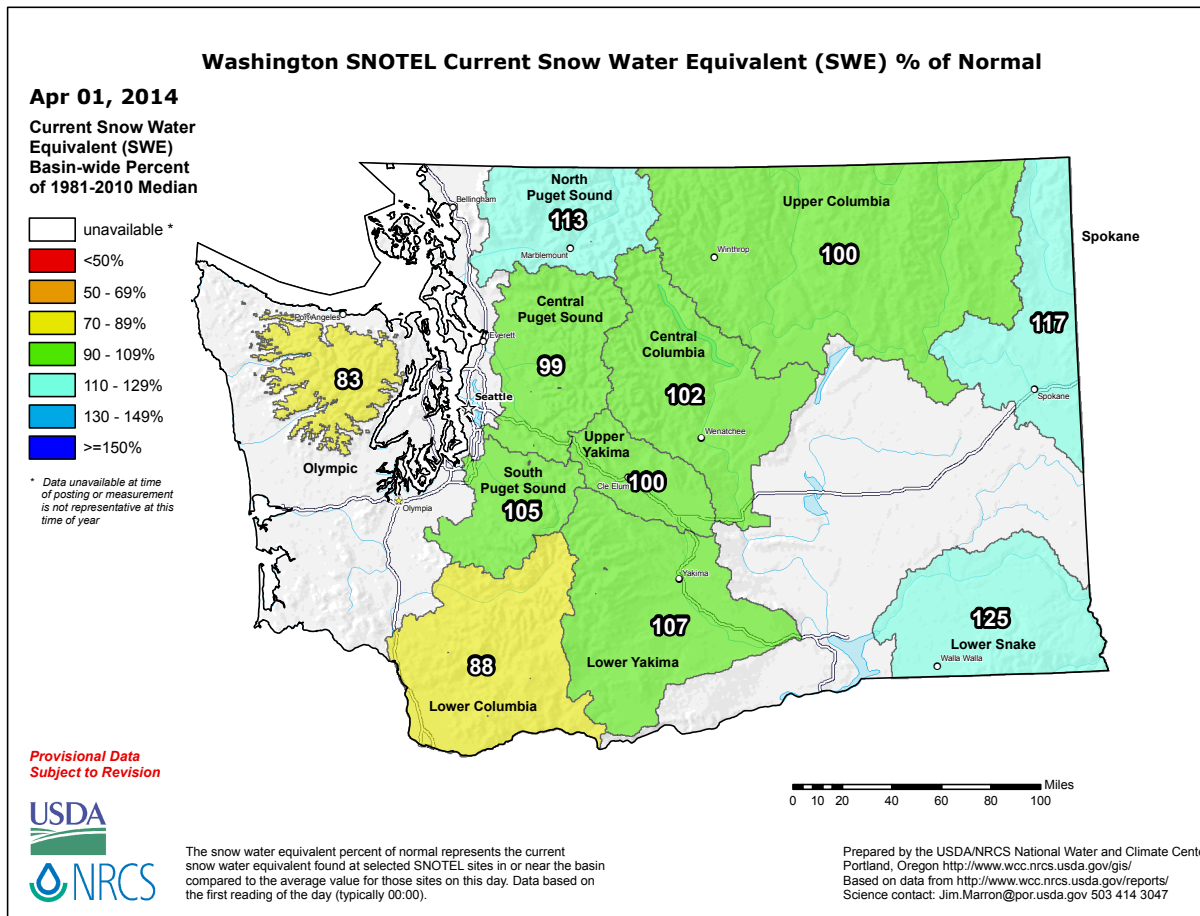 Washington SNOTEL Current Snow Water Equivalent (SWE) % of Normal
Apr 01, 2014
Current Snow Water
Equivalent (SWE)
Basin-wide Percent
of 1981-2010 Median
unavailable *
<50%
50 - 69%
70 - 89%
90 - 109%
110 - 129%
130 - 149%
>=150%
* Data unavailable at time
of posting or measurement
is not representative at this
time of year
North
Puget Sound
113
Bellingham
Marblemount
Upper Columbia
100
Winthrop
Spokane
117
Spokane
Port Angeles
83
Olympic
Central
Puget Sound
99
Everett
Seattle
Central
Columbia
102
Wenatchee
Upper
Yakima
100
Cle Elum
South
Puget Sound
105
Olympia
Yakima
107
Lower Yakima
88
Lower Columbia
125
Lower Snake
Walla Walla
Provisional Data
Subject to Revision
USDA
NRCS
Miles
0 10 20 40 60 80 100
The snow water equivalent percent of normal represents the current
snow water equivalent found at selected SNOTEL sites in or near the basin
compared to the average value for those sites on this day. Data based on
the first reading of the day (typically 00:00).
Prepared by the USDA/NRCS National Water and Climate Cente
Portland, Oregon http://www.wcc.nrcs.usda.gov/gis/
Based on data from http://www.wcc.nrcs.usda.gov/reports/
Science contact: Jim.Marron@por.usda.gov 503 414 3047